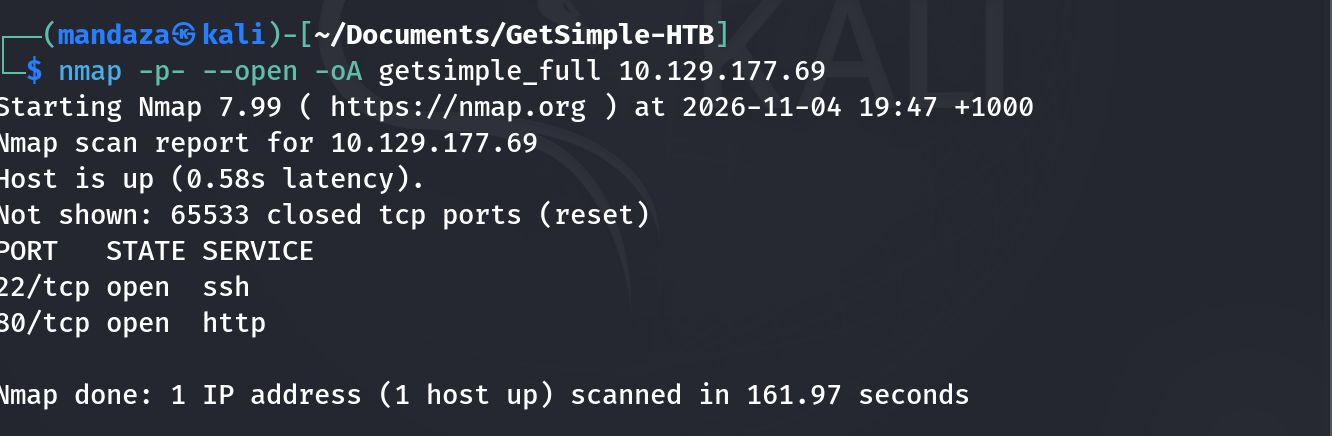 ┌──(mandaza㉿kali)-[~/Documents/GetSimple-HTB]
└─$ nmap -p- --open -oA getsimple_full 10.129.177.69
Starting Nmap 7.99 ( https://nmap.org ) at 2026-11-04 19:47 +1000
Nmap scan report for 10.129.177.69
Host is up (0.58s latency).
Not shown: 65533 closed tcp ports (reset)
PORT   STATE SERVICE
22/tcp open  ssh
80/tcp open  http
Nmap done: 1 IP address (1 host up) scanned in 161.97 seconds
KALI